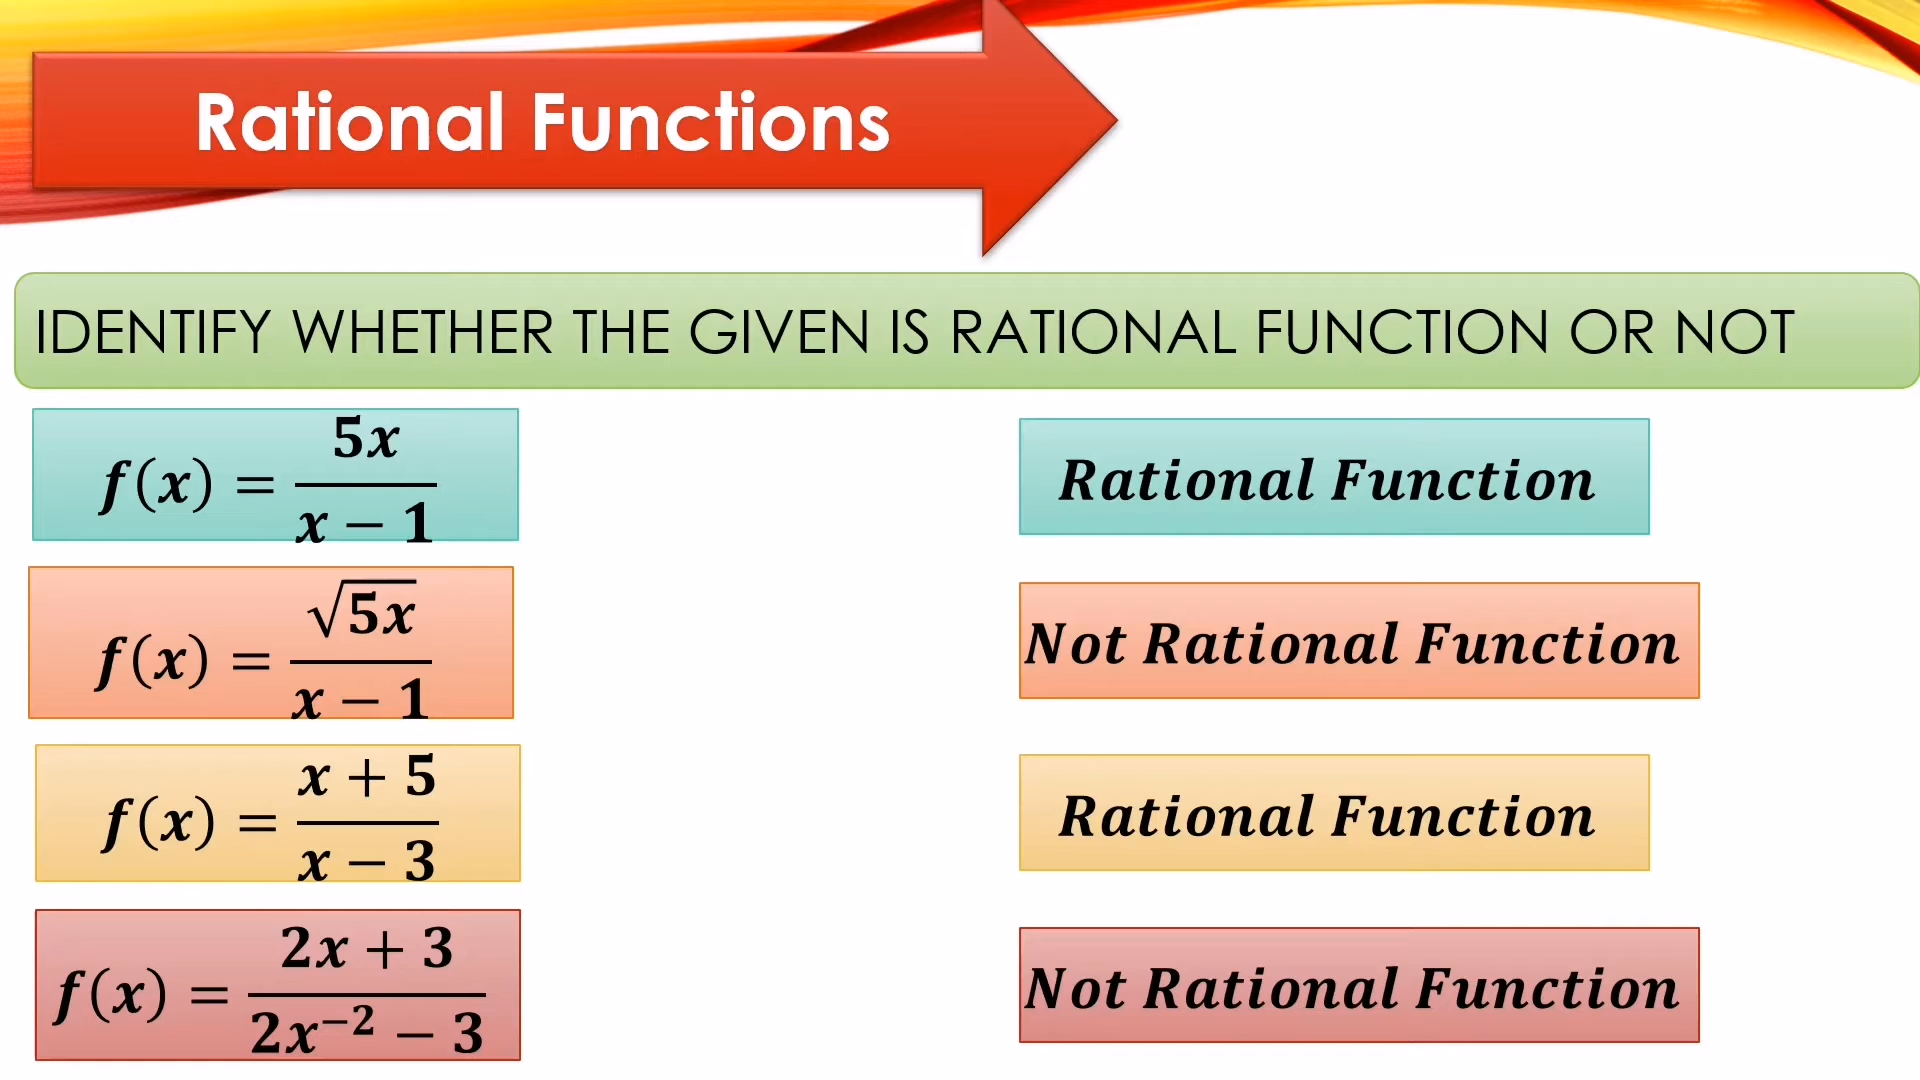 Rational Functions
IDENTIFY WHETHER THE GIVEN IS RATIONAL FUNCTION OR NOT
f(x) = 5x / x − 1
Rational Function
f(x) = √5x / x − 1
Not Rational Function
f(x) = x + 5 / x − 3
Rational Function
f(x) = 2x + 3 / 2x⁻² − 3
Not Rational Function